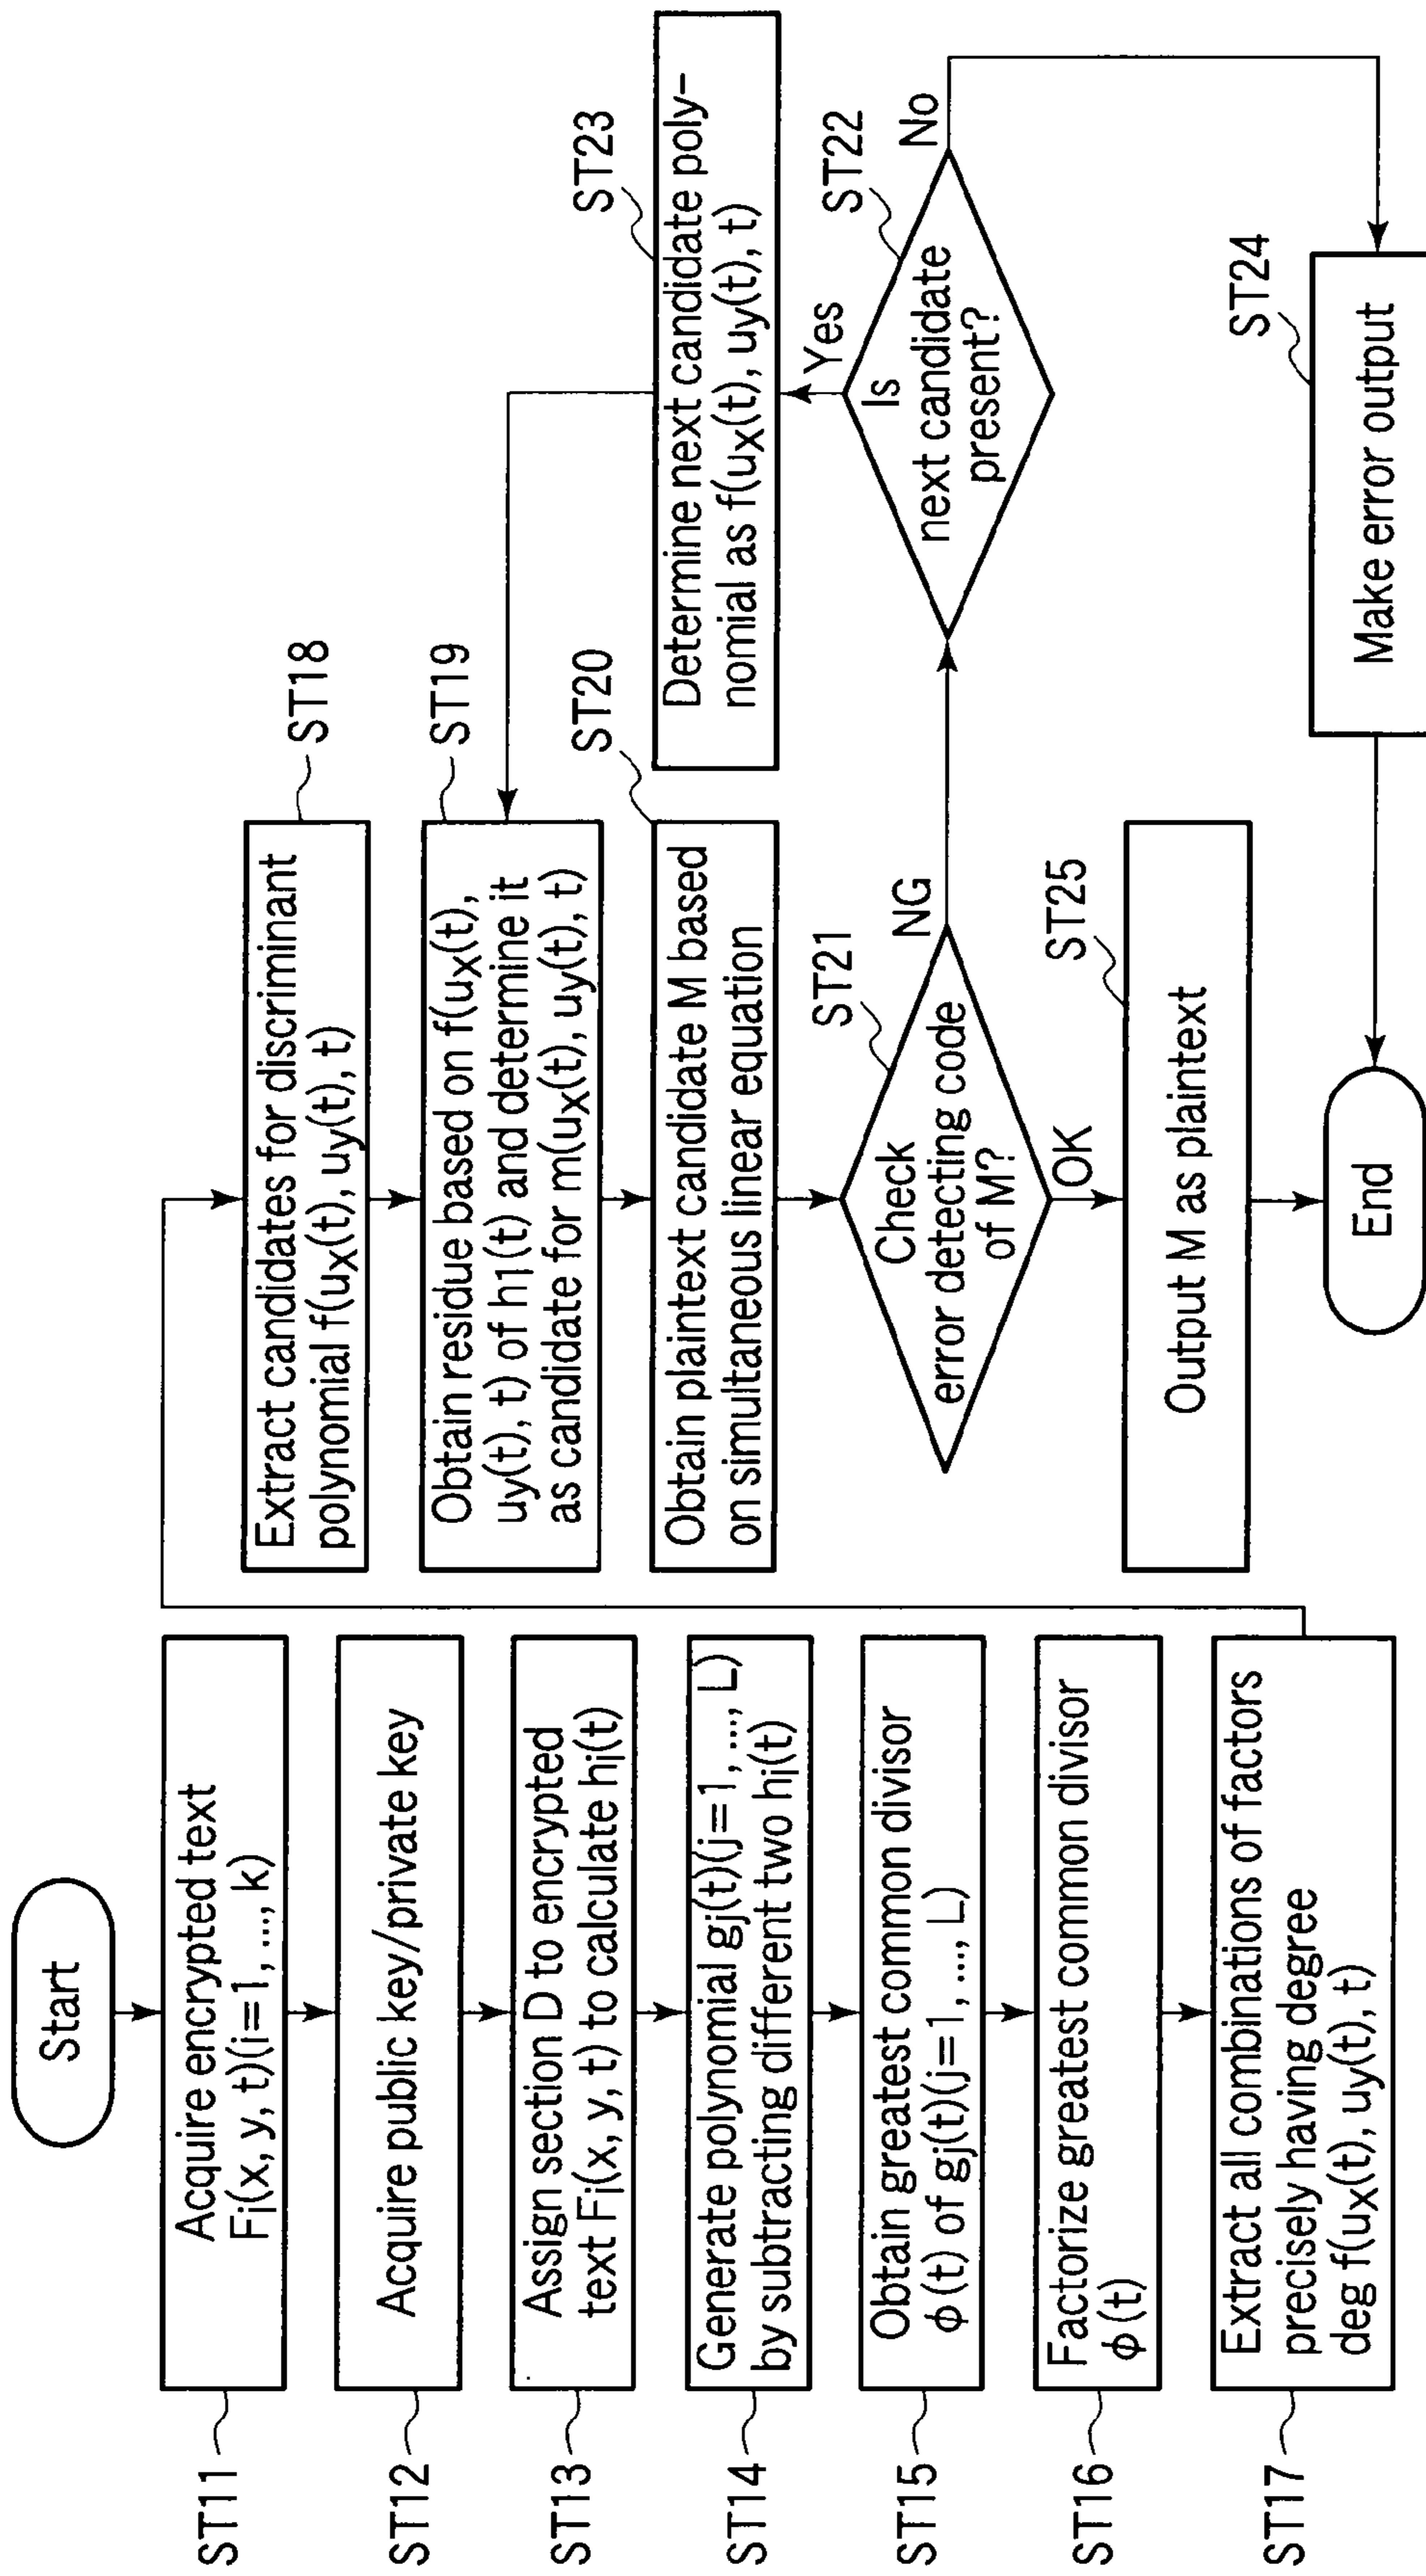 Start
ST11
Acquire encrypted text
Fi(x, y, t)(i=1, ..., k)
ST12
Acquire public key/private key
ST13
Assign section D to encrypted
text Fi(x, y, t) to calculate hi(t)
ST14
Generate polynomial gj(t)(j=1, ..., L)
by subtracting different two hi(t)
ST15
Obtain greatest common divisor
ϕ(t) of gj(t)(j=1, ..., L)
ST16
Factorize greatest common divisor
ϕ(t)
ST17
Extract all combinations of factors
precisely having degree
deg f(ux(t), uy(t), t)
ST18
Extract candidates for discriminant
polynomial f(ux(t), uy(t), t)
ST19
Obtain residue based on f(ux(t),
uy(t), t) of h1(t) and determine it
as candidate for m(ux(t), uy(t), t)
ST20
Obtain plaintext candidate M based
on simultaneous linear equation
ST21
Check
error detecting code
of M?
NG
OK
ST25
Output M as plaintext
End
ST23
Determine next candidate poly-
nomial as f(ux(t), uy(t), t)
Yes
ST22
Is
next candidate
present?
No
ST24
Make error output